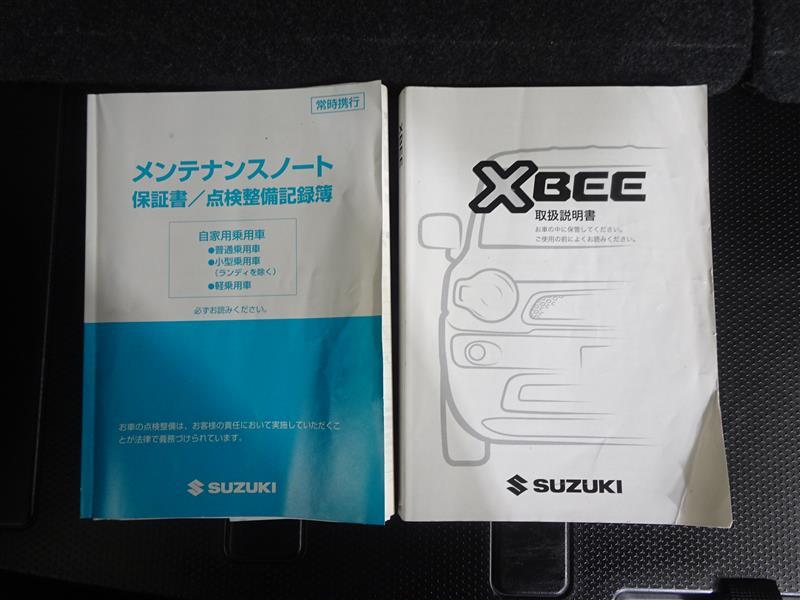 常時携行
メンテナンスノート
保証書／点検整備記録簿
自家用乗用車
●普通乗用車
●小型乗用車
(ランディを除く)
●軽乗用車
必ずお読みください。
お車の点検整備は、お客様の責任において実施していただくこ
とが法律で義務づけられています。
SUZUKI
XBEE
取扱説明書
お車の中に保管してください。
ご使用の前によくお読みください。
SUZUKI